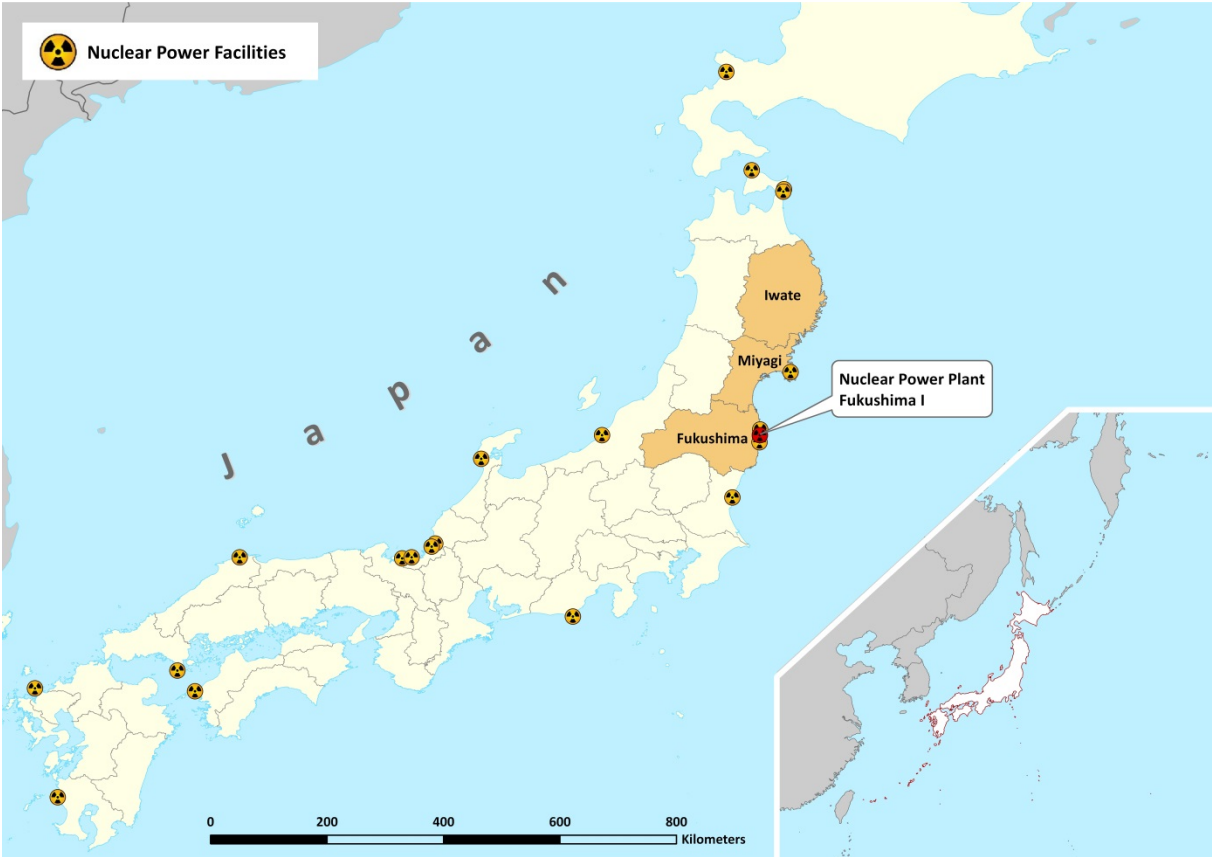 Nuclear Power Facilities
J a p a n
Iwate
Miyagi
Nuclear Power Plant
Fukushima I
Fukushima
0 200 400 600 800
Kilometers